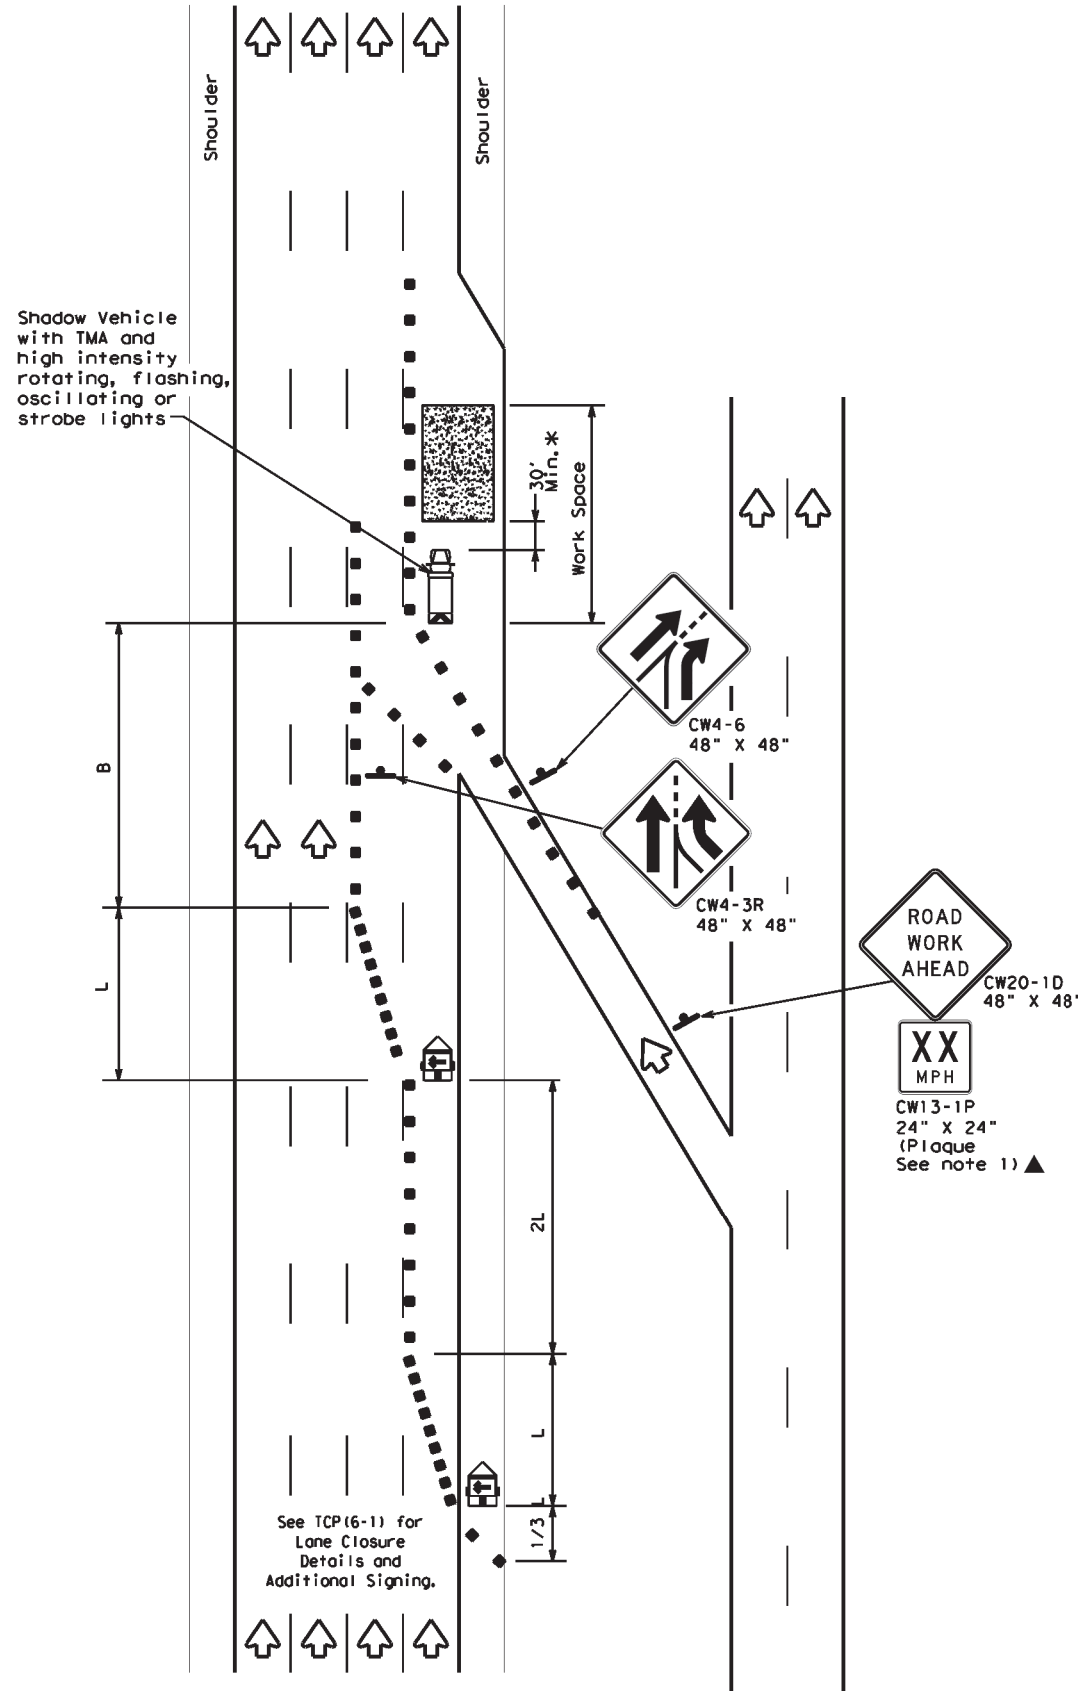 Shoulder
Shoulder
Shadow Vehicle
with TMA and
high intensity
rotating, flashing,
oscillating or
strobe lights
30'
Min.*
Work Space
CW4-6
48" X 48"
B
CW4-3R
48" X 48"
ROAD
WORK
AHEAD
CW20-1D
48" X 48"
L
XX
MPH
CW13-1P
24" X 24"
(Plaque
See note 1)▲
2L
L
1/3 L
See TCP(6-1) for
Lane Closure
Details and
Additional Signing.